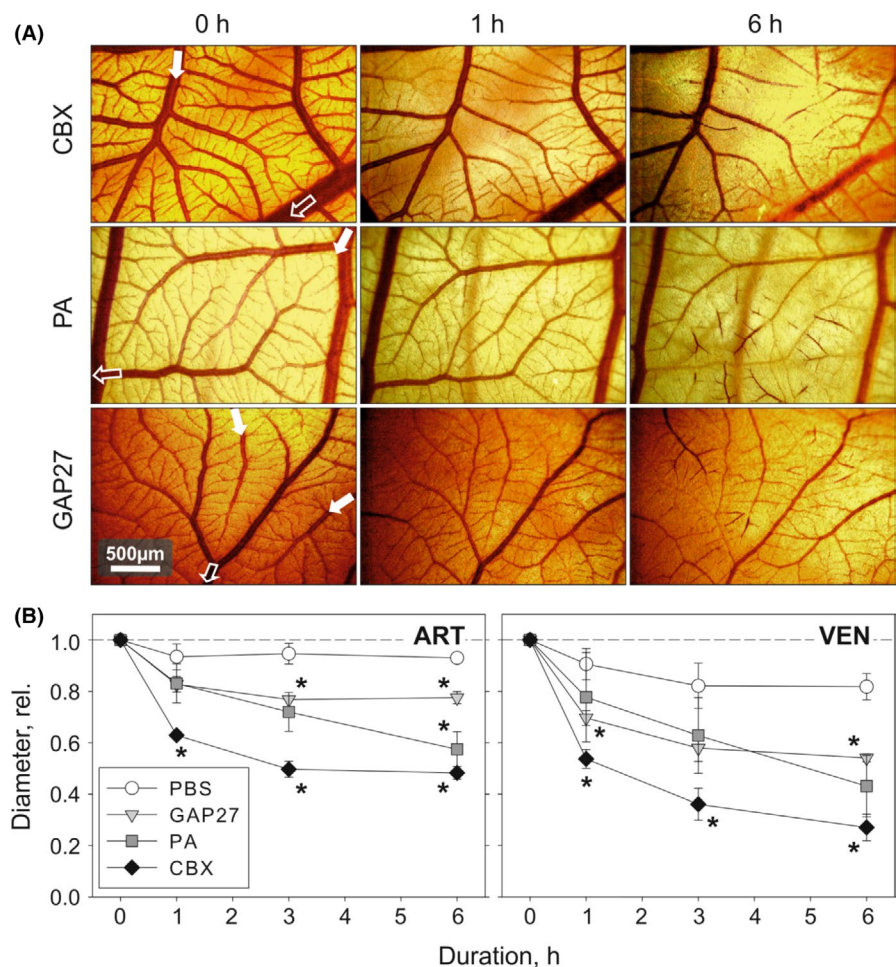 (A)
0 h 1 h 6 h
CBX
PA
GAP27
500µm
(B)
ART VEN
Diameter, rel.
1.0
0.8
0.6
0.4
0.2
0.0
* * * * * * *
* * * * *
PBS
GAP27
PA
CBX
0 1 2 3 4 5 6 0 1 2 3 4 5 6
Duration, h